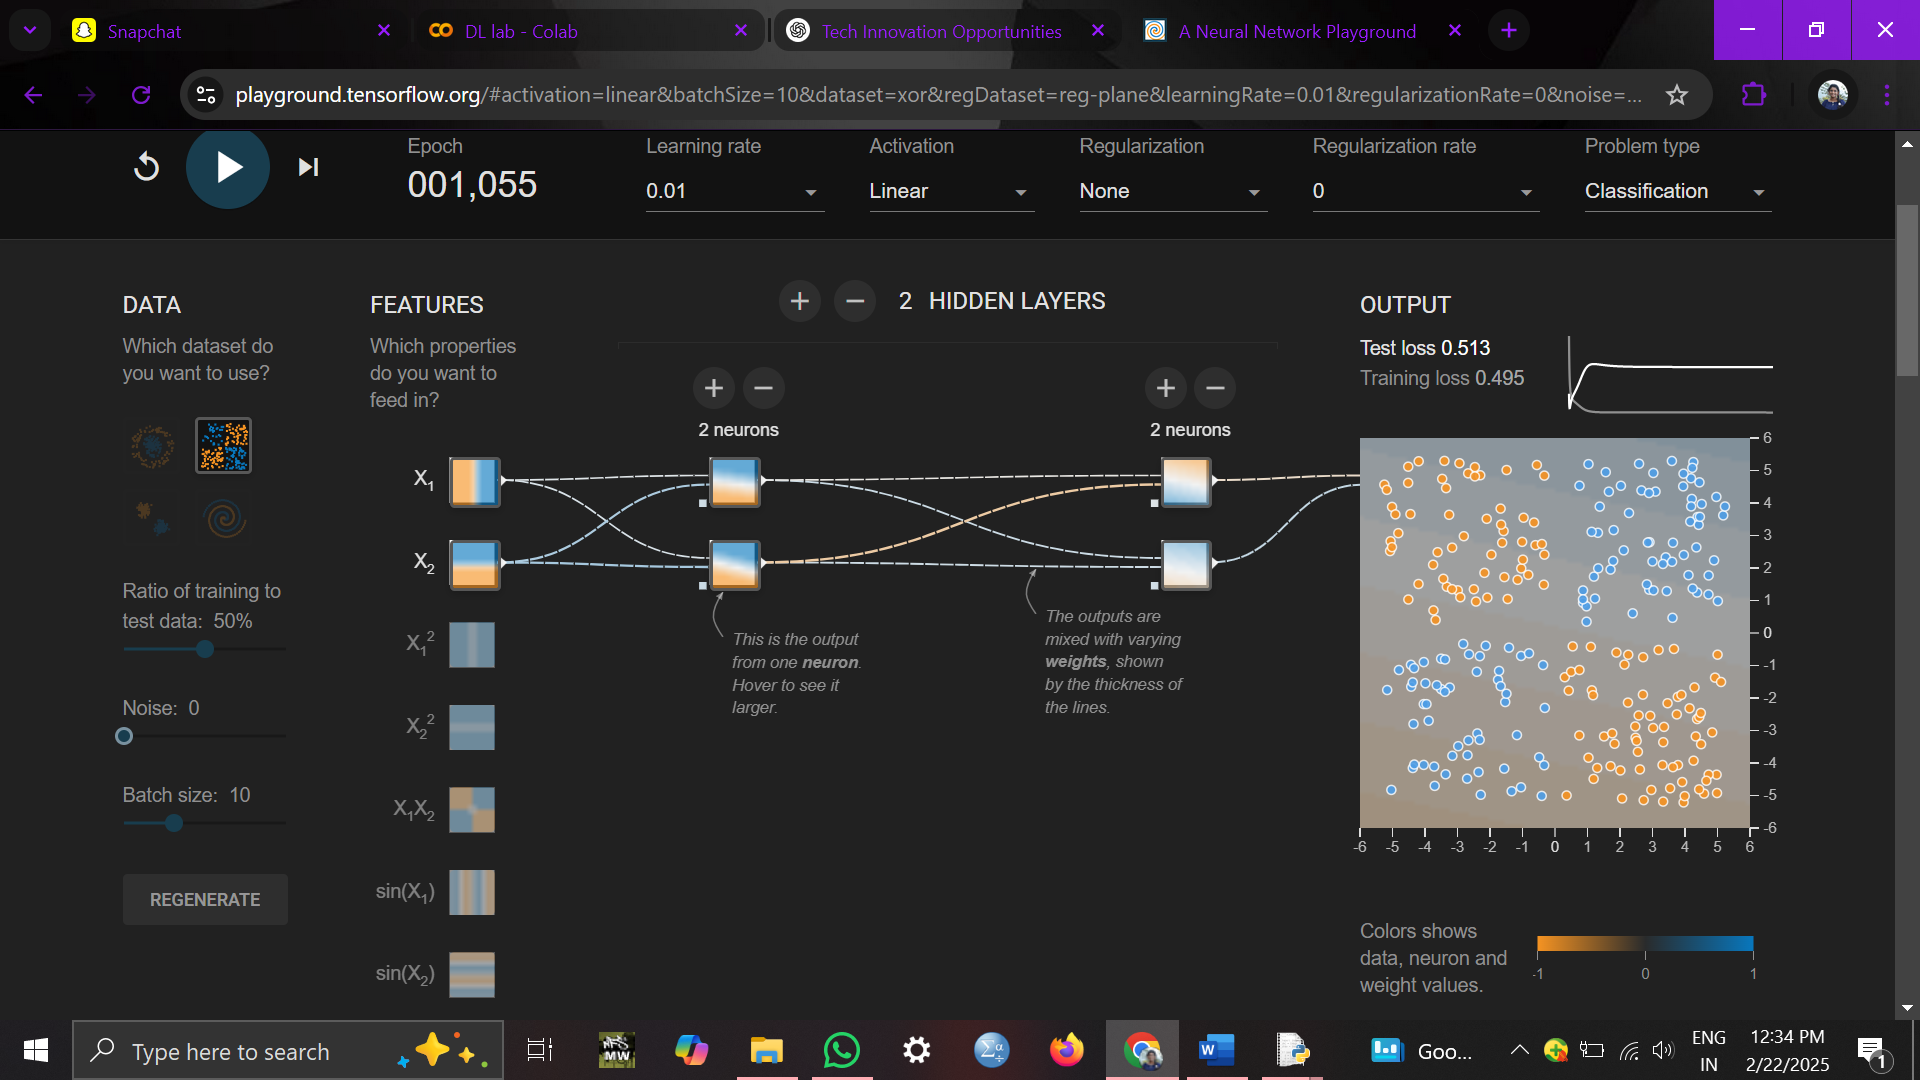 Snapchat
DL lab - Colab
Tech Innovation Opportunities
A Neural Network Playground
playground.tensorflow.org/#activation=linear&batchSize=10&dataset=xor&regDataset=reg-plane&learningRate=0.01&regularizationRate=0&noise=...
Epoch
001,055
Learning rate
0.01
Activation
Linear
Regularization
None
Regularization rate
0
Problem type
Classification
DATA
Which dataset do
you want to use?
Ratio of training to
test data: 50%
Noise: 0
Batch size: 10
REGENERATE
FEATURES
Which properties
do you want to
feed in?
X₁
X₂
X₁²
X₂²
X₁X₂
sin(X₁)
sin(X₂)
2 HIDDEN LAYERS
2 neurons
2 neurons
This is the output
from one neuron.
Hover to see it
larger.
The outputs are
mixed with varying
weights, shown
by the thickness of
the lines.
OUTPUT
Test loss 0.513
Training loss 0.495
6
5
4
3
2
1
0
-1
-2
-3
-4
-5
-6
-6 -5 -4 -3 -2 -1 0 1 2 3 4 5 6
Colors shows
data, neuron and
weight values.
-1 0 1
Type here to search
MW
Goo...
ENG
IN
12:34 PM
2/22/2025
1